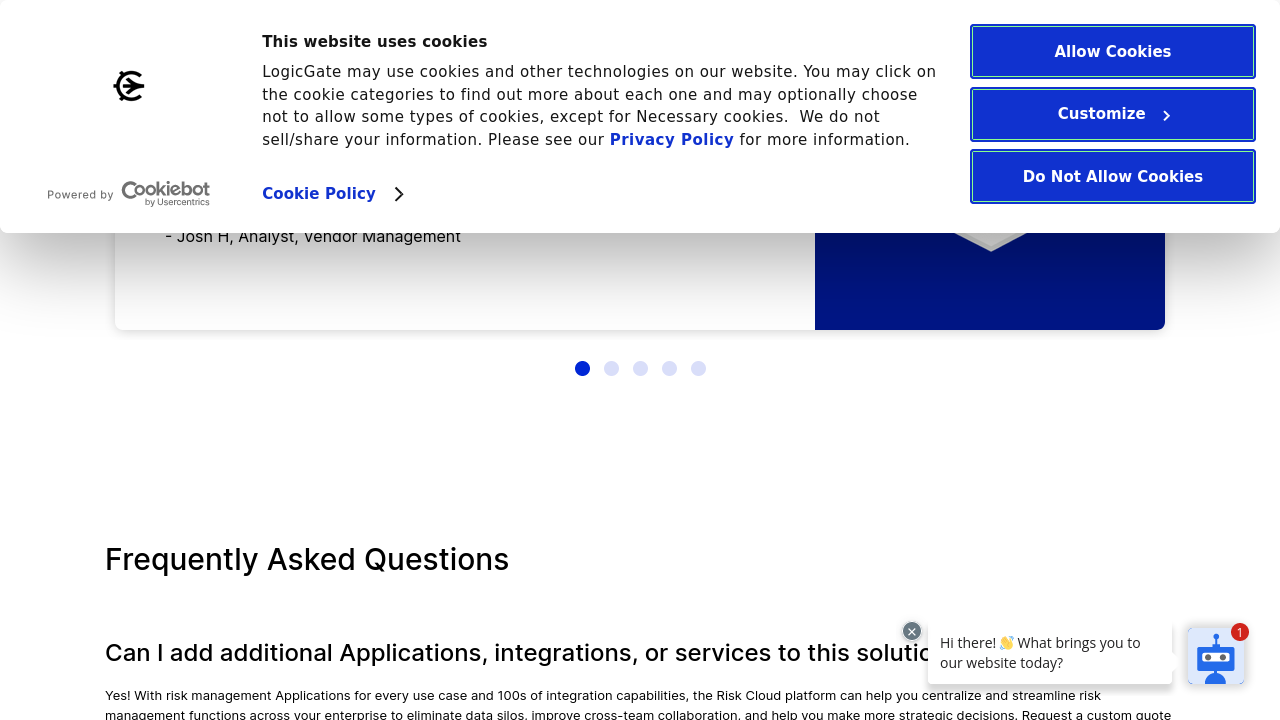 This website uses cookies
LogicGate may use cookies and other technologies on our website. You may click on
the cookie categories to find out more about each one and may optionally choose
not to allow some types of cookies, except for Necessary cookies.  We do not
sell/share your information. Please see our Privacy Policy for more information.
Cookie Policy
Powered by Cookiebot
by Usercentrics
Allow Cookies
Customize
Do Not Allow Cookies
- Josh H, Analyst, Vendor Management
Frequently Asked Questions
Can I add additional Applications, integrations, or services to this solutio
Yes! With risk management Applications for every use case and 100s of integration capabilities, the Risk Cloud platform can help you centralize and streamline risk
management functions across your enterprise to eliminate data silos, improve cross-team collaboration, and help you make more strategic decisions. Request a custom quote
Hi there! 👋 What brings you to
our website today?
1